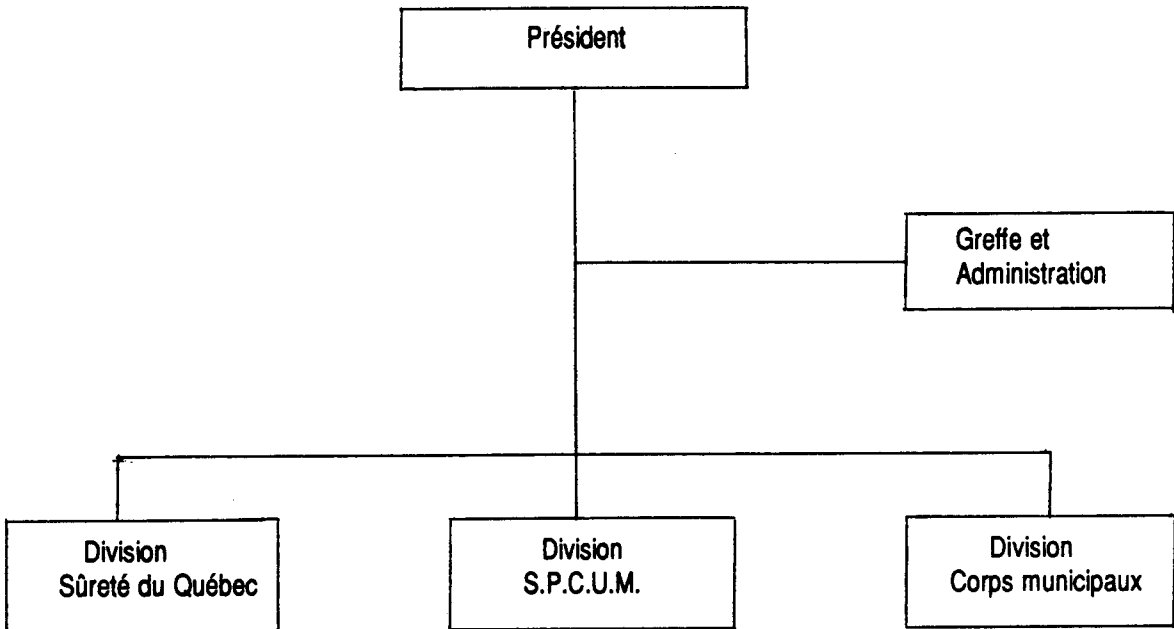 Président
Greffe et
Administration
Division
Sûreté du Québec
Division
S.P.C.U.M.
Division
Corps municipaux